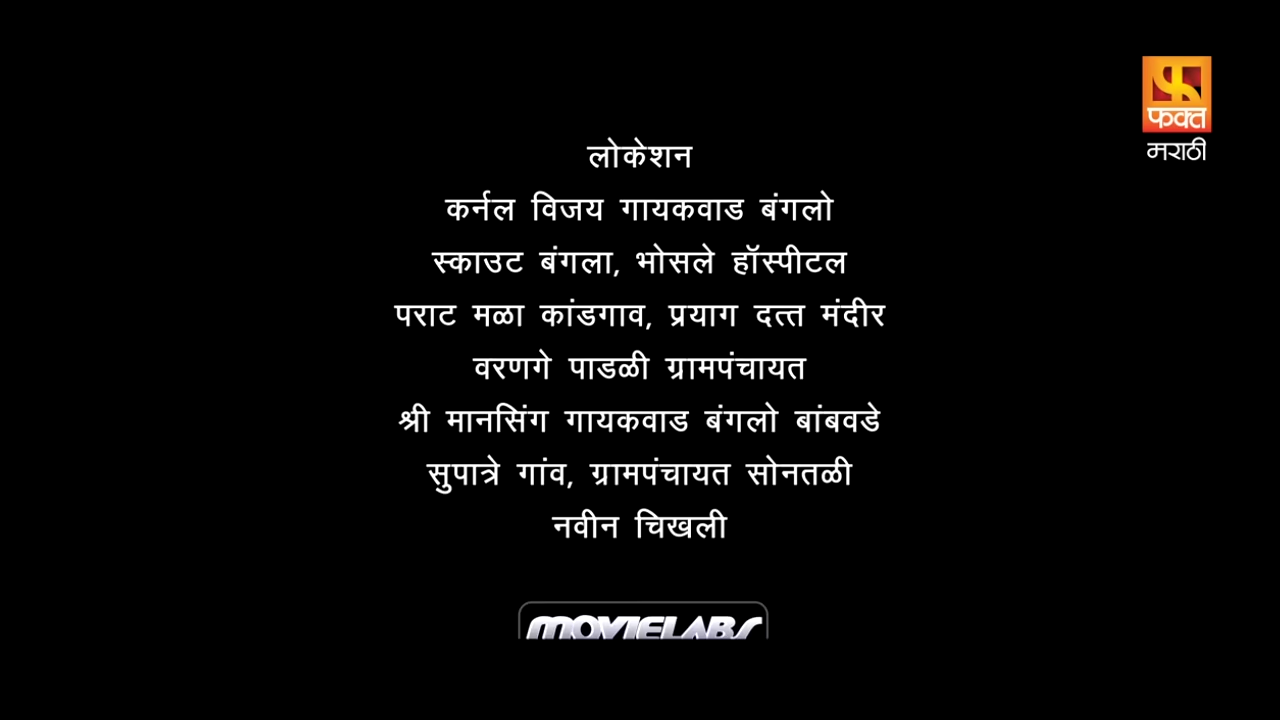 फक्त
मराठी
लोकेशन
कर्नल विजय गायकवाड बंगलो
स्काउट बंगला, भोसले हॉस्पीटल
पराट मळा कांडगाव, प्रयाग दत्त मंदीर
वरणगे पाडळी ग्रामपंचायत
श्री मानसिंग गायकवाड बंगलो बांबवडे
सुपात्रे गांव, ग्रामपंचायत सोनतळी
नवीन चिखली
MOVIELABS